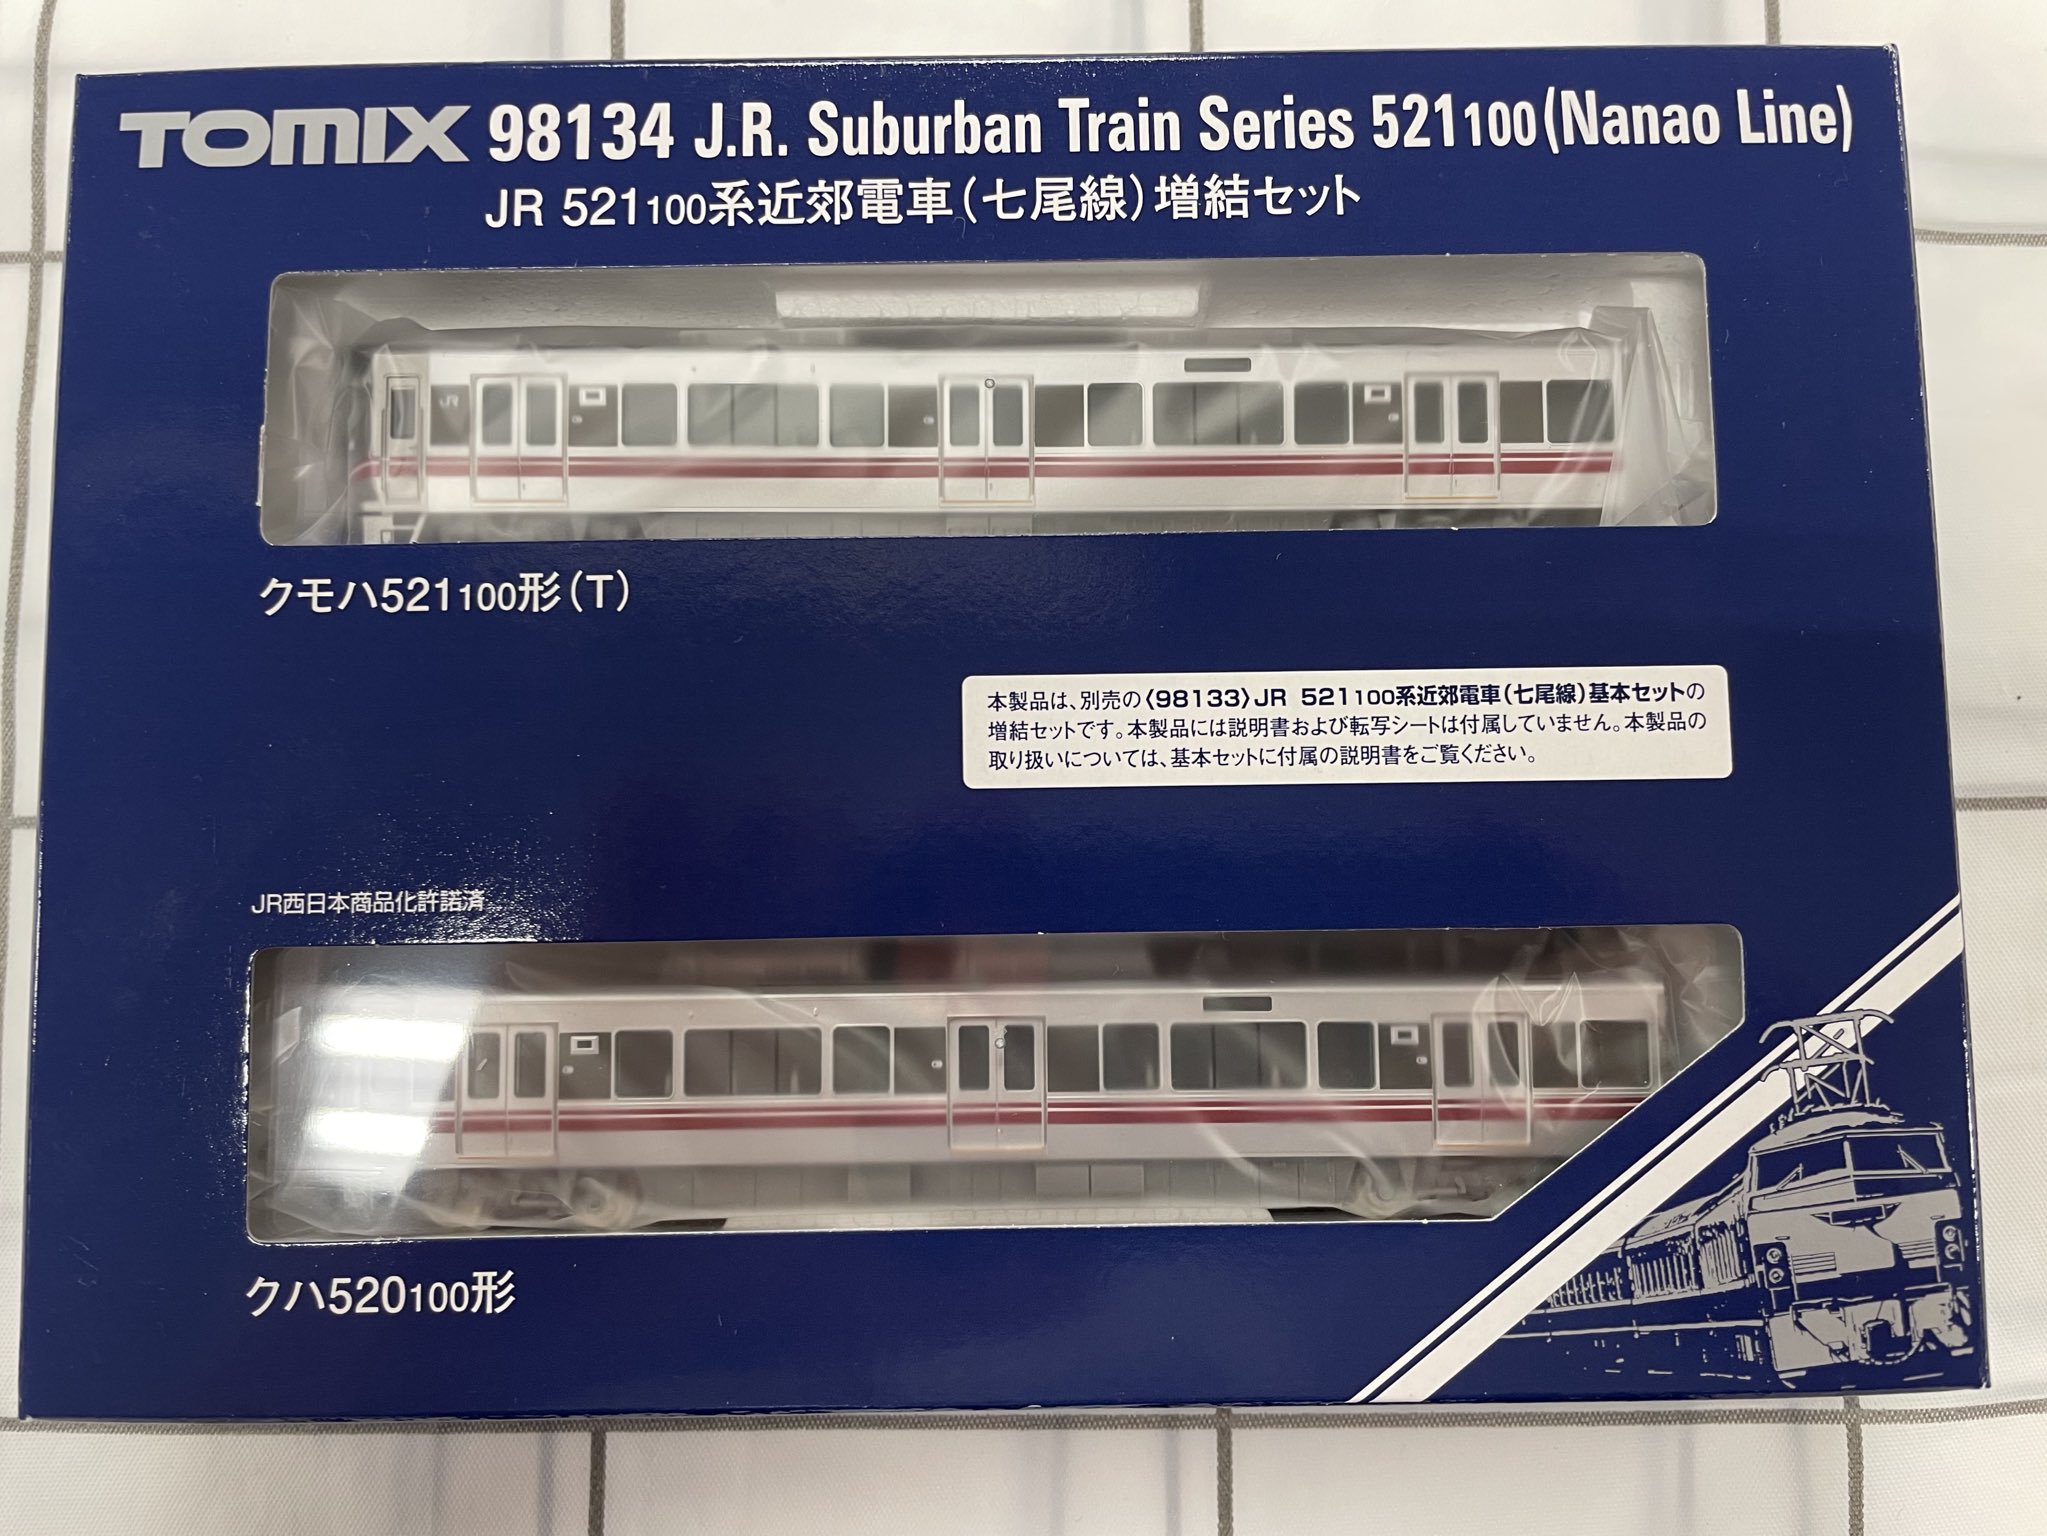 TOMIX 98134 J.R. Suburban Train Series 521100(Nanao Line)
JR 521100系近郊電車(七尾線)増結セット
JR
クモハ521100形(T)
本製品は、別売の〈98133〉JR 521100系近郊電車(七尾線)基本セットの
増結セットです。本製品には説明書および転写シートは付属していません。本製品の
取り扱いについては、基本セットに付属の説明書をご覧ください。
JR西日本商品化許諾済
クハ520100形